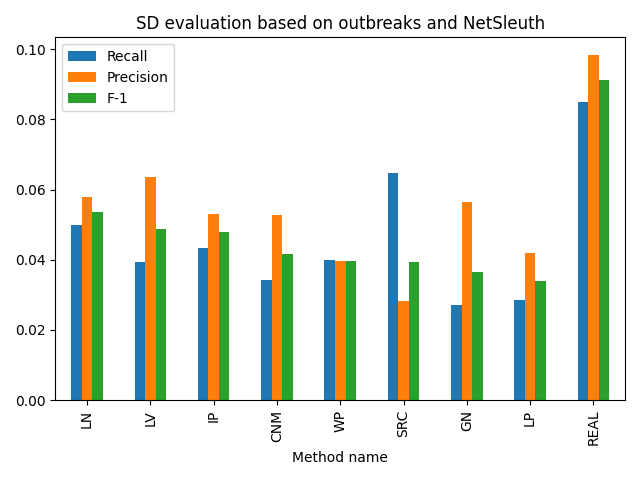 SD evaluation based on outbreaks and NetSleuth
Recall
Precision
F-1
0.10
0.08
0.06
0.04
0.02
0.00
LN
LV
IP
CNM
WP
SRC
GN
LP
REAL
Method name